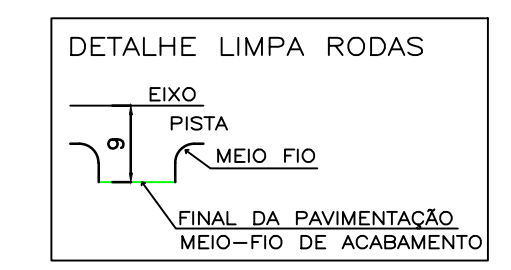 DETALHE LIMPA RODAS
EIXO
PISTA
9
MEIO FIO
FINAL DA PAVIMENTAÇÃO
MEIO-FIO DE ACABAMENTO